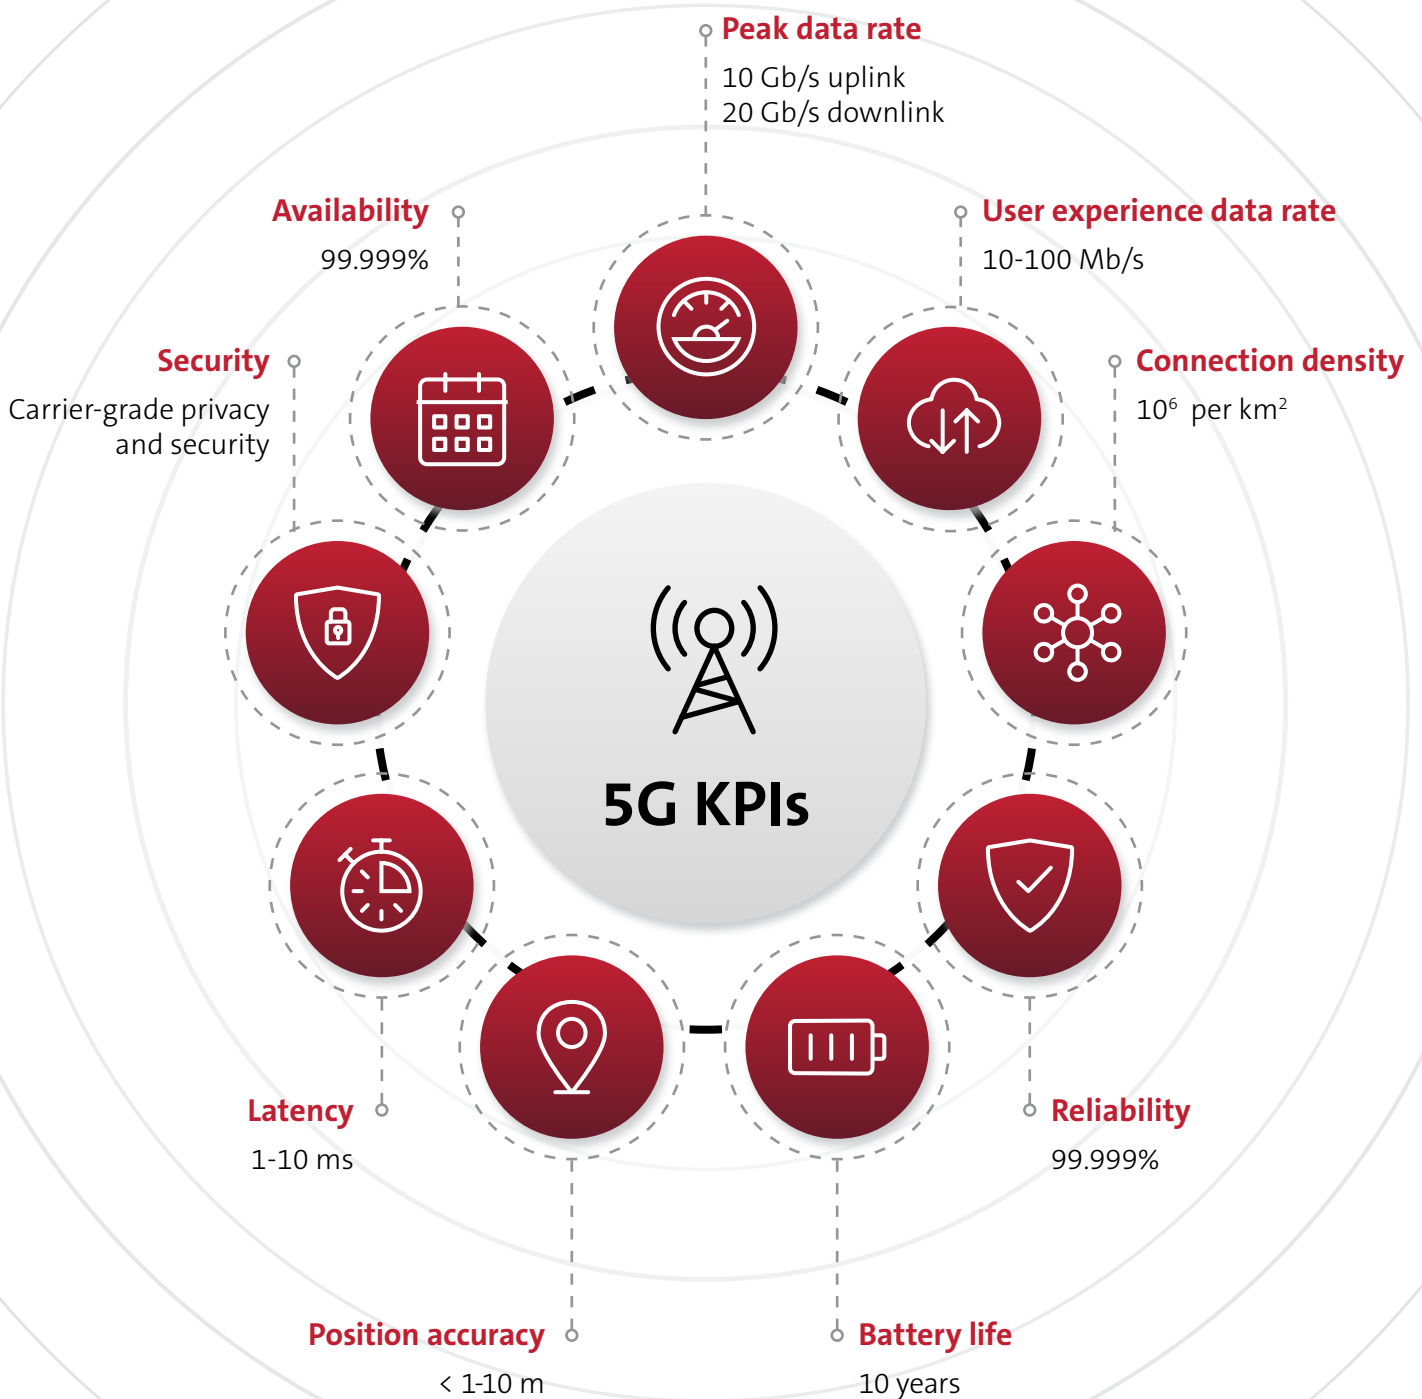 Peak data rate
10 Gb/s uplink
20 Gb/s downlink
Availability
99.999%
User experience data rate
10-100 Mb/s
Security
Carrier-grade privacy
and security
Connection density
10⁶ per km²
5G KPIs
Latency
1-10 ms
Reliability
99.999%
Position accuracy
< 1-10 m
Battery life
10 years